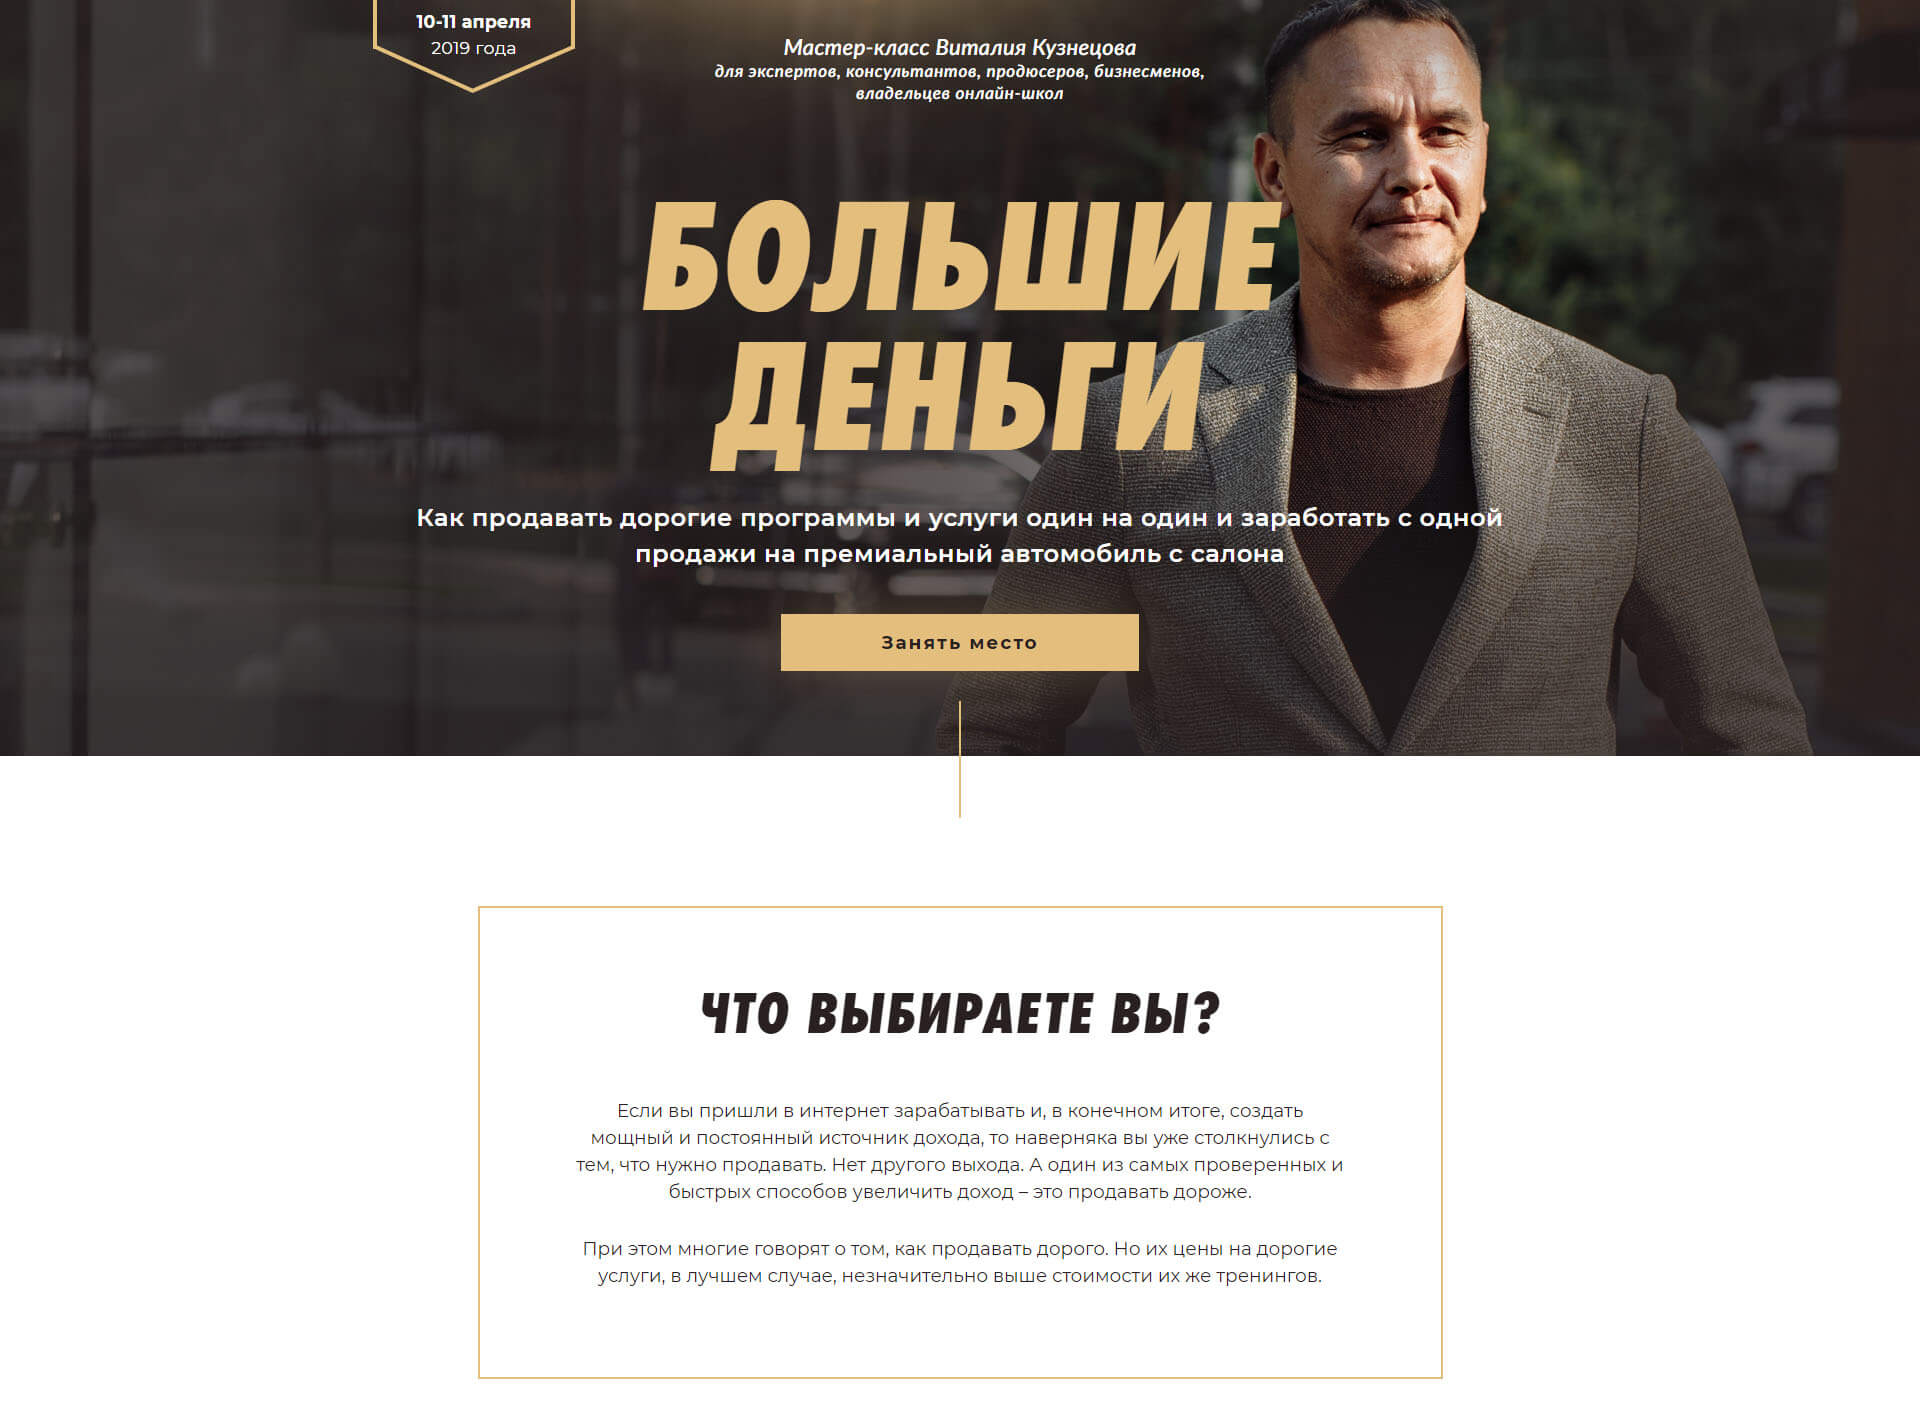 10-11 апреля
2019 года
Мастер-класс Виталия Кузнецова
для экспертов, консультантов, продюсеров, бизнесменов,
владельцев онлайн-школ
БОЛЬШИЕ
ДЕНЬГИ
Как продавать дорогие программы и услуги один на один и заработать с одной
продажи на премиальный автомобиль с салона
Занять место
ЧТО ВЫБИРАЕТЕ ВЫ?
Если вы пришли в интернет зарабатывать и, в конечном итоге, создать
мощный и постоянный источник дохода, то наверняка вы уже столкнулись с
тем, что нужно продавать. Нет другого выхода. А один из самых проверенных и
быстрых способов увеличить доход – это продавать дороже.
При этом многие говорят о том, как продавать дорого. Но их цены на дорогие
услуги, в лучшем случае, незначительно выше стоимости их же тренингов.